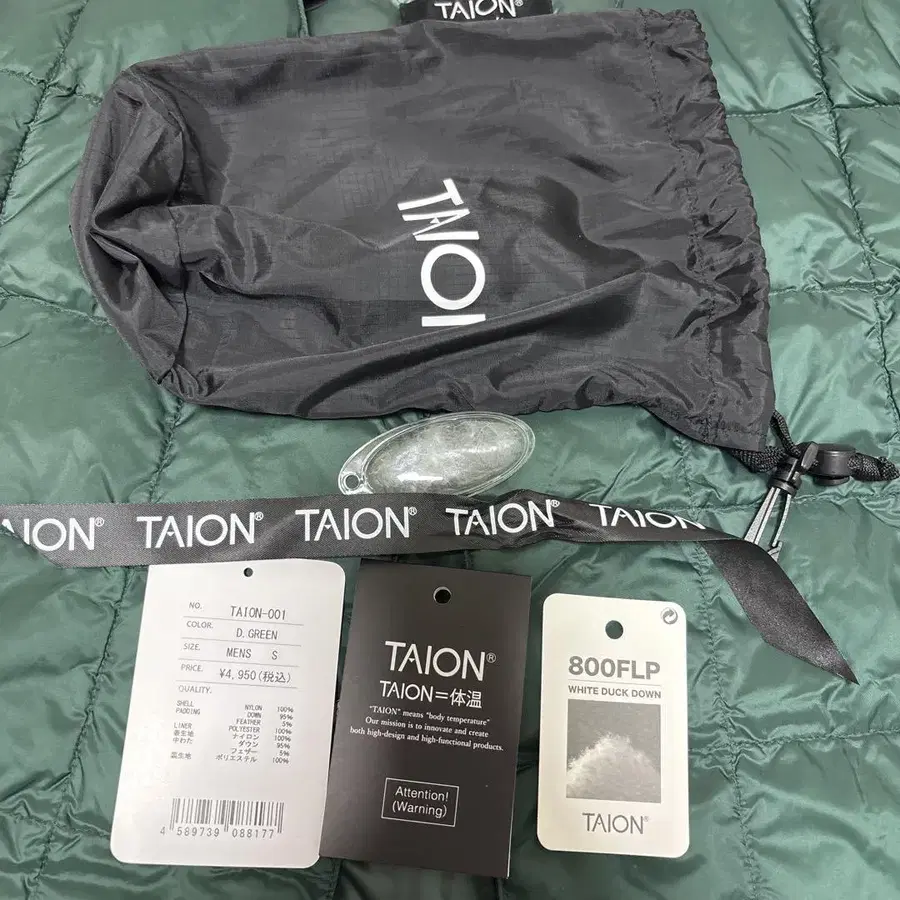 TAION®
TAION
AION® TAION® TAION® TAION® TAION
NO. TAION-001
COLOR. D.GREEN
SIZE. MENS S
PRICE. ¥4,950(税込)
QUALITY.
SHELL NYLON 100%
PADDING DOWN 95%
FEATHER 5%
LINER POLYESTER 100%
表生地 ナイロン 100%
中わた ダウン 95%
フェザー 5%
裏生地 ポリエステル 100%
4 589739 088177
TAION®
TAION=体温
"TAION" means "body temperature"
Our mission is to innovate and create
both high-design and high-functional products.
Attention!
(Warning)
800FLP
WHITE DUCK DOWN
TAION®